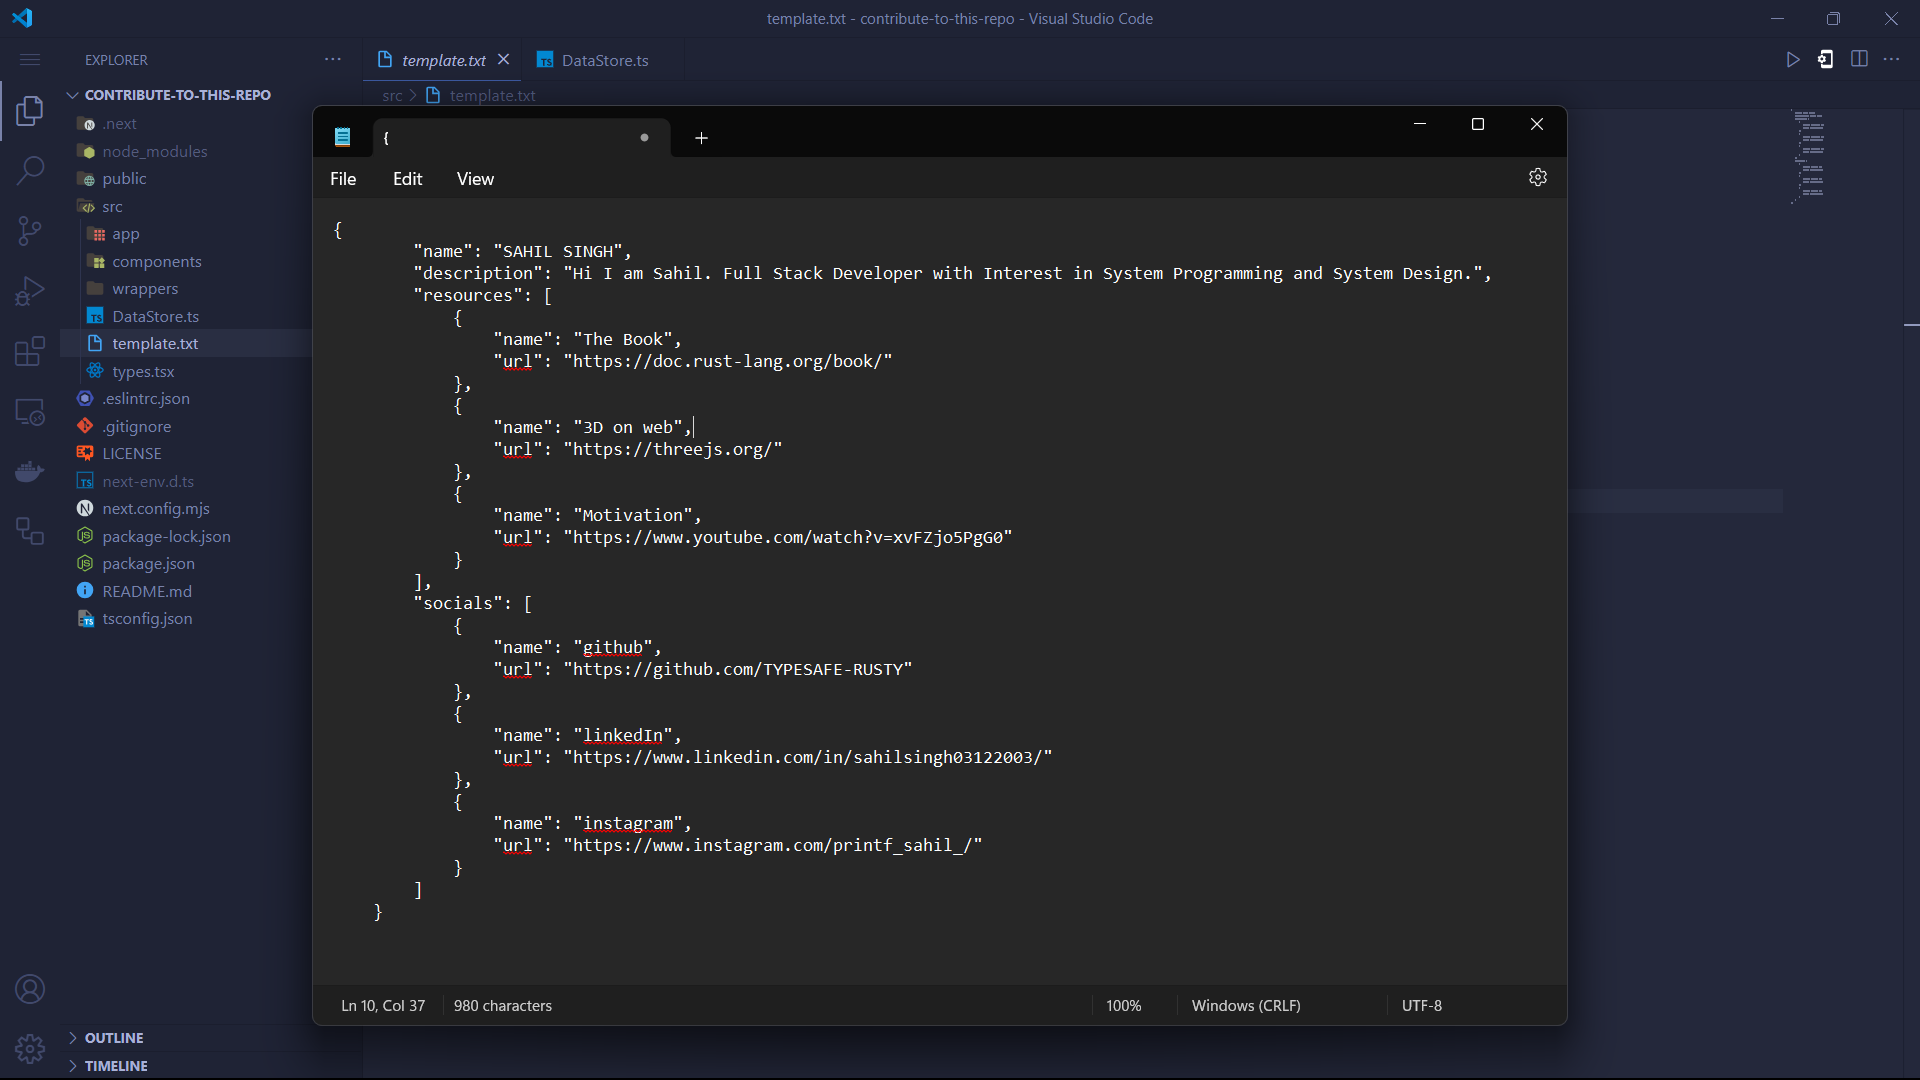 template.txt - contribute-to-this-repo - Visual Studio Code
EXPLORER
template.txt
DataStore.ts
src > template.txt
CONTRIBUTE-TO-THIS-REPO
.next
node_modules
public
src
app
components
wrappers
DataStore.ts
template.txt
types.tsx
.eslintrc.json
.gitignore
LICENSE
next-env.d.ts
next.config.mjs
package-lock.json
package.json
README.md
tsconfig.json
OUTLINE
TIMELINE
{
File Edit View
{
"name": "SAHIL SINGH",
"description": "Hi I am Sahil. Full Stack Developer with Interest in System Programming and System Design.",
"resources": [
{
"name": "The Book",
"url": "https://doc.rust-lang.org/book/"
},
{
"name": "3D on web",
"url": "https://threejs.org/"
},
{
"name": "Motivation",
"url": "https://www.youtube.com/watch?v=xvFZjo5PgG0"
}
],
"socials": [
{
"name": "github",
"url": "https://github.com/TYPESAFE-RUSTY"
},
{
"name": "linkedIn",
"url": "https://www.linkedin.com/in/sahilsingh03122003/"
},
{
"name": "instagram",
"url": "https://www.instagram.com/printf_sahil_/"
}
]
}
Ln 10, Col 37 980 characters 100% Windows (CRLF) UTF-8